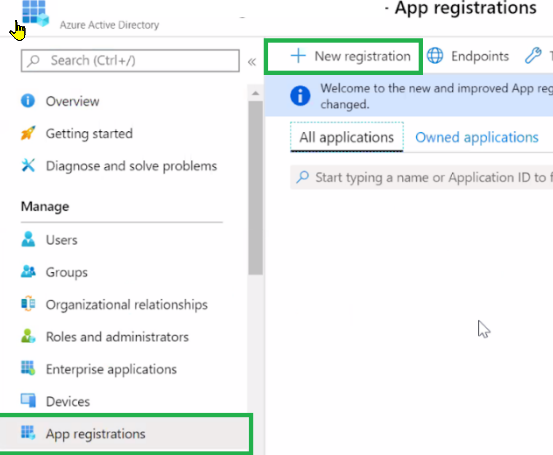 · App registrations
Azure Active Directory
Search (Ctrl+/)
«
New registration
Endpoints
Welcome to the new and improved App reg
changed.
All applications
Owned applications
Start typing a name or Application ID to f
Overview
Getting started
Diagnose and solve problems
Manage
Users
Groups
Organizational relationships
Roles and administrators
Enterprise applications
Devices
App registrations